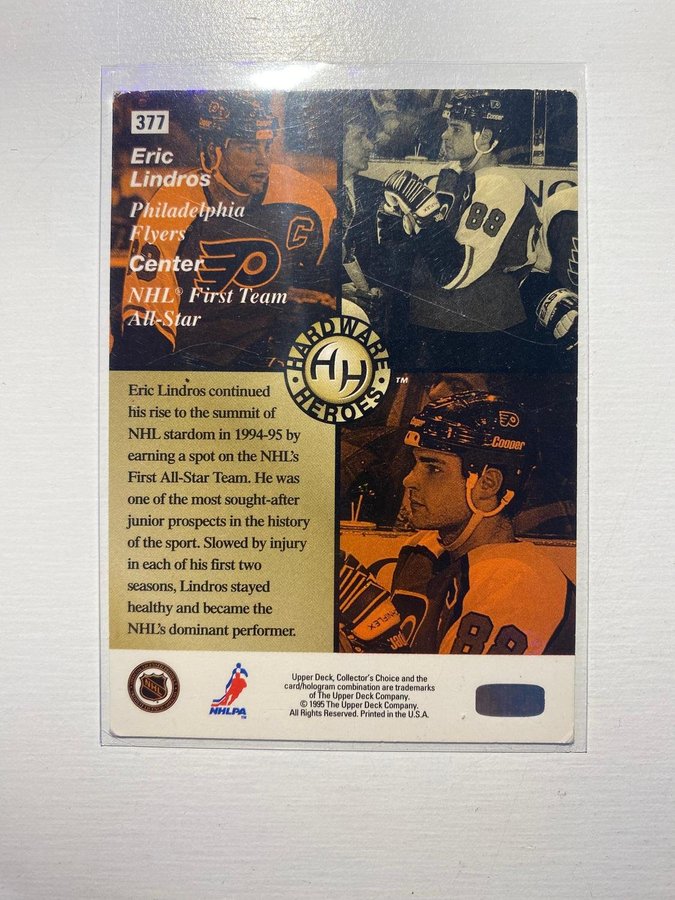 377
Eric
Lindros
Philadelphia
Flyers
Center
NHL® First Team
All-Star
C
88
Cooper
HARDWARE
HH
HEROES
™
Eric Lindros continued
his rise to the summit of
NHL stardom in 1994-95 by
earning a spot on the NHL's
First All-Star Team. He was
one of the most sought-after
junior prospects in the history
of the sport. Slowed by injury
in each of his first two
seasons, Lindros stayed
healthy and became the
NHL's dominant performer.
Cooper
88
NHL
NHLPA
™
Upper Deck, Collector's Choice and the
card/hologram combination are trademarks
of The Upper Deck Company.
© 1995 The Upper Deck Company.
All Rights Reserved. Printed in the U.S.A.